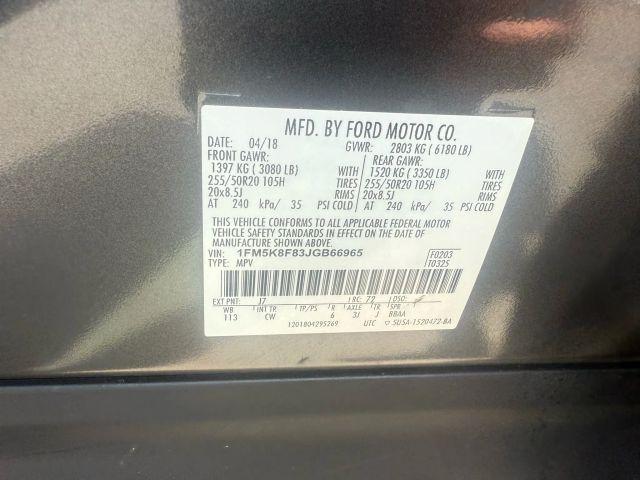 MFD. BY FORD MOTOR CO.
DATE: 04/18 GVWR: 2803 KG ( 6180 LB)
FRONT GAWR: REAR GAWR:
1397 KG ( 3080 LB) WITH 1520 KG ( 3350 LB) WITH
255/50R20 105H TIRES 255/50R20 105H TIRES
20x8.5J RIMS 20x8.5J RIMS
AT 240 kPa/ 35 PSI COLD AT 240 kPa/ 35 PSI COLD
THIS VEHICLE CONFORMS TO ALL APPLICABLE FEDERAL MOTOR
VEHICLE SAFETY STANDARDS IN EFFECT ON THE DATE OF
MANUFACTURE SHOWN ABOVE.
VIN: 1FM5K8F83JGB66965 F0203
TYPE: MPV T0325
EXT PNT: J7 RC: 72 DSO:
WB INT TR TP/PS R AXLE TR SPR
113 CW 6 3J J BBAA
1201804295269 UTC ▽ 5U5A-1520472-BA